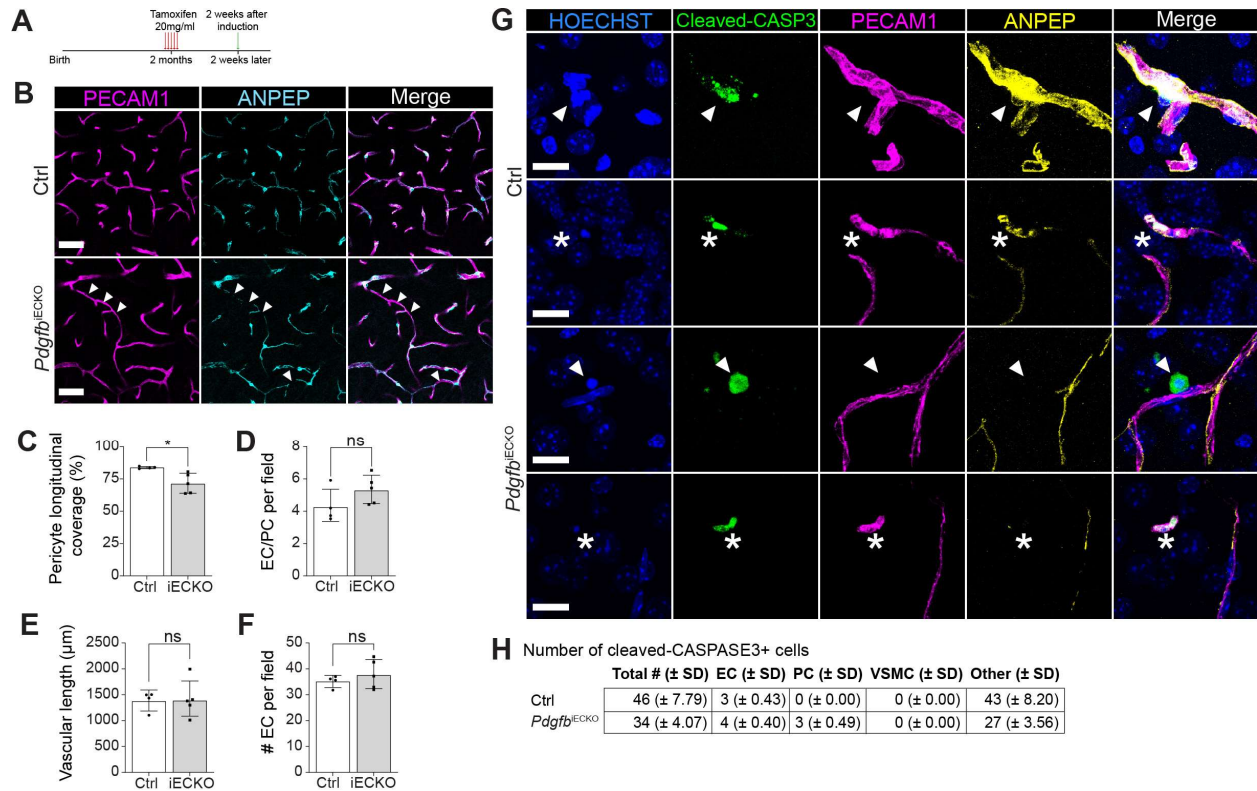 A
Tamoxifen
20mg/ml
2 weeks after
induction
Birth
2 months
2 weeks later
B
PECAM1 ANPEP Merge
Ctrl
Pdgfb^iECKO
C
Pericyte longitudinal
coverage (%)
100
75
50
25
0
*
Ctrl iECKO
D
EC/PC per field
8
6
4
2
0
ns
Ctrl iECKO
E
Vascular length (μm)
2500
2000
1500
1000
500
0
ns
Ctrl iECKO
F
# EC per field
50
40
30
20
10
0
ns
Ctrl iECKO
G
HOECHST Cleaved-CASP3 PECAM1 ANPEP Merge
Ctrl
* * * * *
Pdgfb^iECKO
* * * * *
H Number of cleaved-CASPASE3+ cells
Total # (± SD) EC (± SD) PC (± SD) VSMC (± SD) Other (± SD)
Ctrl 46 (± 7.79) 3 (± 0.43) 0 (± 0.00) 0 (± 0.00) 43 (± 8.20)
Pdgfb^iECKO 34 (± 4.07) 4 (± 0.40) 3 (± 0.49) 0 (± 0.00) 27 (± 3.56)